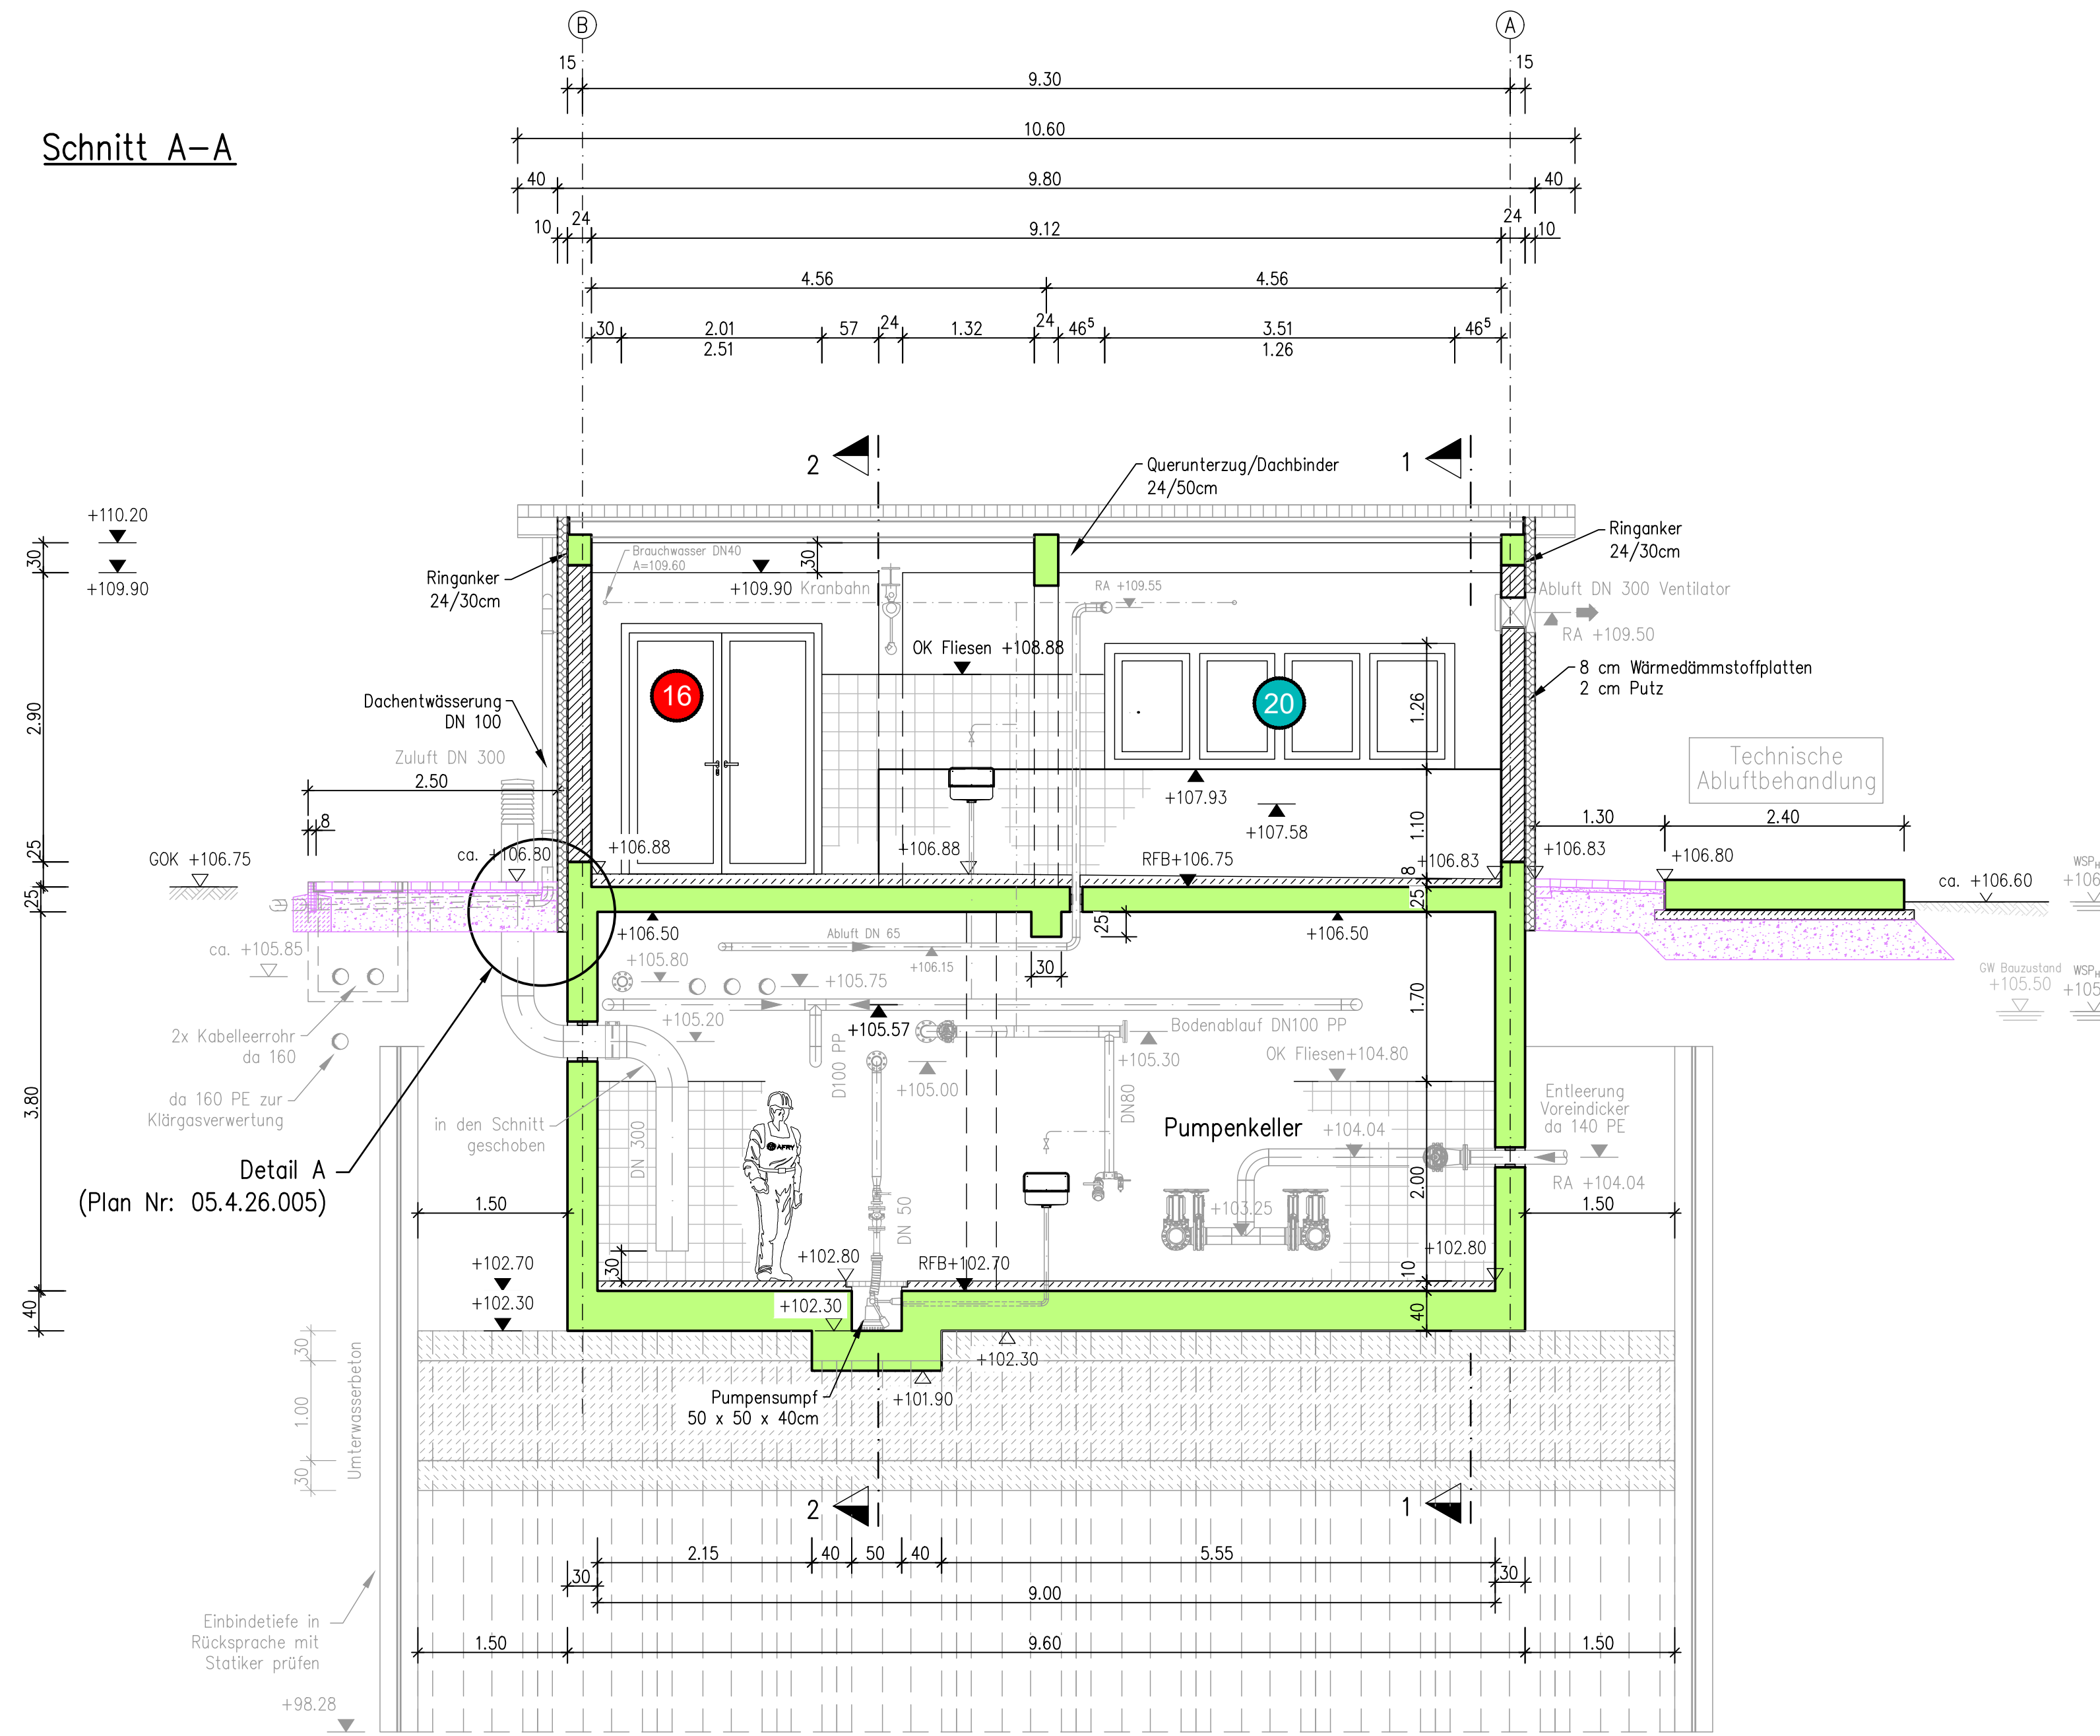 B
A
15
9.30
15
10.60
Schnitt A-A
40
9.80
40
10
24
9.12
24
10
4.56
4.56
30
2.01
57
24
1.32
24
46⁵
3.51
46⁵
2.51
1.26
2
1
Querunterzug/Dachbinder
24/50cm
+110.20
30
+109.90
Ringanker
24/30cm
Brauchwasser DN40
A=109.60
30
+109.90
Kranbahn
RA +109.55
Ringanker
24/30cm
Abluft DN 300 Ventilator
RA +109.50
OK Fliesen +108.88
16
20
8 cm Wärmedämmstoffplatten
2 cm Putz
Dachentwässerung
DN 100
2.90
1.26
Zuluft DN 300
2.50
Technische
Abluftbehandlung
+107.93
+107.58
8
1.10
1.30
2.40
GOK +106.75
ca. +106.80
+106.88
+106.88
RFB+106.75
+106.83
+106.83
+106.80
25
8
ca. +106.60
WSP
+106
25
25
+106.50
Abluft DN 65
25
+106.50
ca. +105.85
+105.80
+106.15
30
+105.75
GW Bauzustand
+105.50
WSP
+105
1.70
2x Kabelleerrohr
da 160
+105.20
+105.57
Bodenablauf DN100 PP
+105.30
OK Fliesen+104.80
D100 PP
+105.00
da 160 PE zur
Klärgasverwertung
3.80
in den Schnitt
geschoben
DN 300
AFRY
DN80
Pumpenkeller
+104.04
Entleerung
Voreindicker
da 140 PE
Detail A
(Plan Nr: 05.4.26.005)
1.50
DN 50
+103.25
2.00
RA +104.04
1.50
+102.70
30
+102.80
RFB+102.70
+102.80
10
40
+102.30
+102.30
40
30
+102.30
Pumpensumpf
50 x 50 x 40cm
+101.90
1.00
Umterwasserbeton
30
2
1
2.15
40
50
40
5.55
30
9.00
30
Einbindetiefe in
Rücksprache mit
Statiker prüfen
1.50
9.60
1.50
+98.28